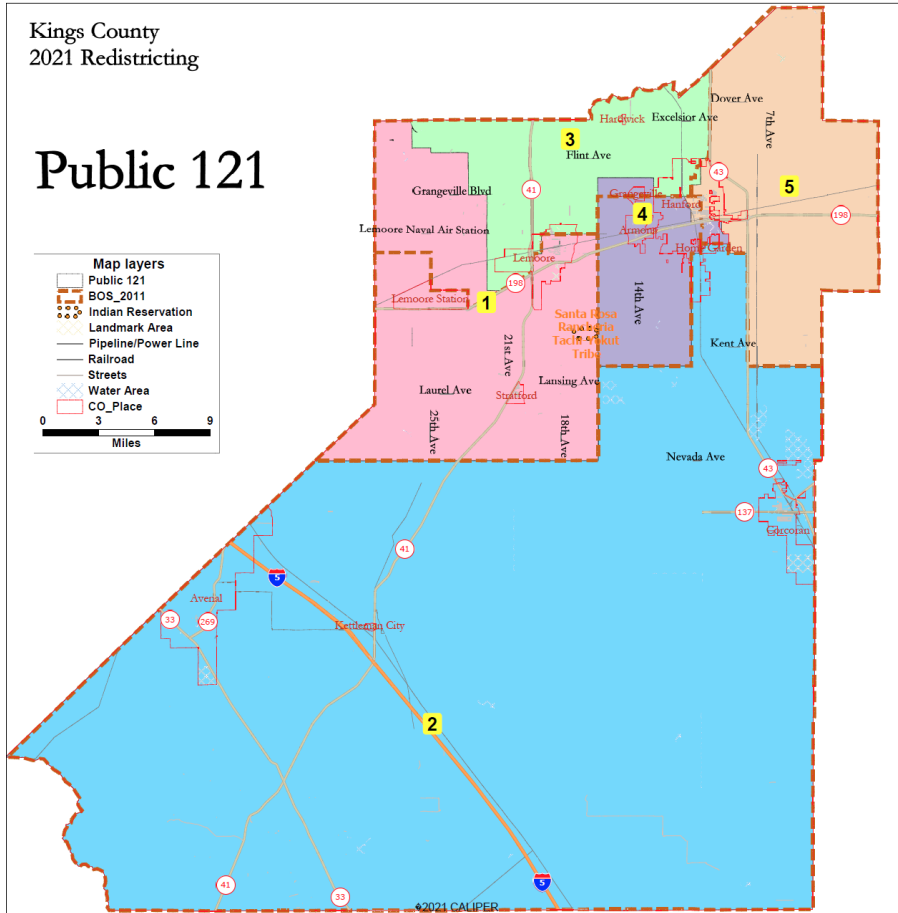 Kings County
2021 Redistricting
Public 121
Map layers
Public 121
BOS_2011
Indian Reservation
Landmark Area
Pipeline/Power Line
Railroad
Streets
Water Area
CO_Place
0 3 6 9
Miles
Dover Ave
7th Ave
Hardwick
Excelsior Ave
3
Flint Ave
43
5
Grangeville Blvd
41
Grangeville
4
Hanford
198
Lemoore Naval Air Station
Armona
Lemoore
Home Garden
198
Lemoore Station
1
14th Ave
Santa Rosa
Rancheria
Tachi Yokut
Tribe
21st Ave
Kent Ave
Laurel Ave
Lansing Ave
Stratford
25th Ave
18th Ave
Nevada Ave
43
137
Corcoran
41
5
Avenal
33
269
Kettleman City
2
41
33
5
©2021 CALIPER